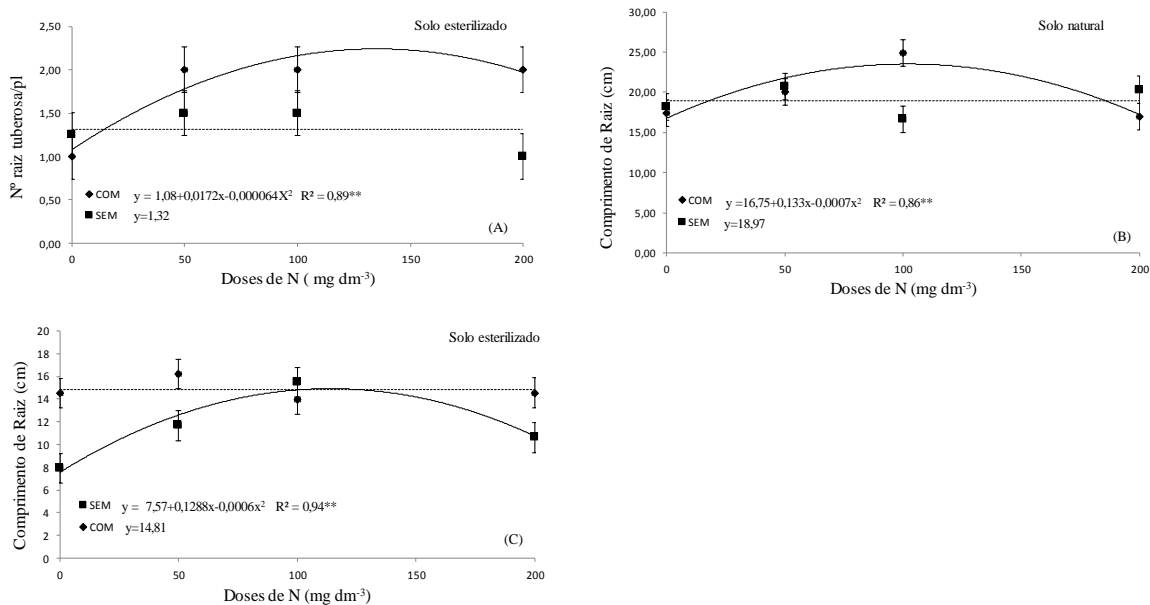 Solo esterilizado
Nº raiz tuberosa/pl
2,50
2,00
1,50
1,00
0,50
0,00
COM y = 1,08+0,0172x-0,000064X² R² = 0,89**
SEM y=1,32
(A)
0 50 100 150 200
Doses de N ( mg dm⁻³)
Solo natural
Comprimento de Raiz (cm)
30,00
25,00
20,00
15,00
10,00
5,00
0,00
COM y =16,75+0,133x-0,0007x² R² = 0,86**
SEM y=18,97
(B)
0 50 100 150 200
Doses de N (mg dm⁻³)
Solo esterilizado
Comprimento de Raiz (cm)
20
18
16
14
12
10
8
6
4
2
0
SEM y = 7,57+0,1288x-0,0006x² R² = 0,94**
COM y=14,81
(C)
0 50 100 150 200
Doses de N (mg dm⁻³)